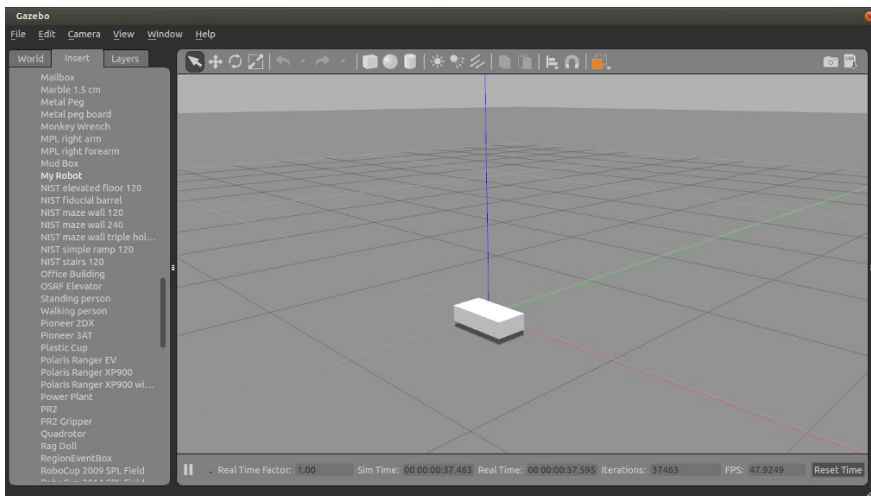 Gazebo
File Edit Camera View Window Help
World Insert Layers
Mailbox
Marble 1.5 cm
Metal Peg
Metal peg board
Monkey Wrench
MPL right arm
MPL right forearm
Mud Box
My Robot
NIST elevated floor 120
NIST fiducial barrel
NIST maze wall 120
NIST maze wall 240
NIST maze wall triple hol...
NIST simple ramp 120
NIST stairs 120
Office Building
OSRF Elevator
Standing person
Walking person
Pioneer 2DX
Pioneer 3AT
Plastic Cup
Polaris Ranger EV
Polaris Ranger XP900
Polaris Ranger XP900 wi...
Power Plant
PR2
PR2 Gripper
Quadrotor
Rag Doll
RegionEventBox
RoboCup 2009 SPL Field
RoboCup 2014 SPL Field
Real Time Factor: 1.00 Sim Time: 00 00:00:37.463 Real Time: 00 00:00:37.595 Iterations: 37463 FPS: 47.9249 Reset Time